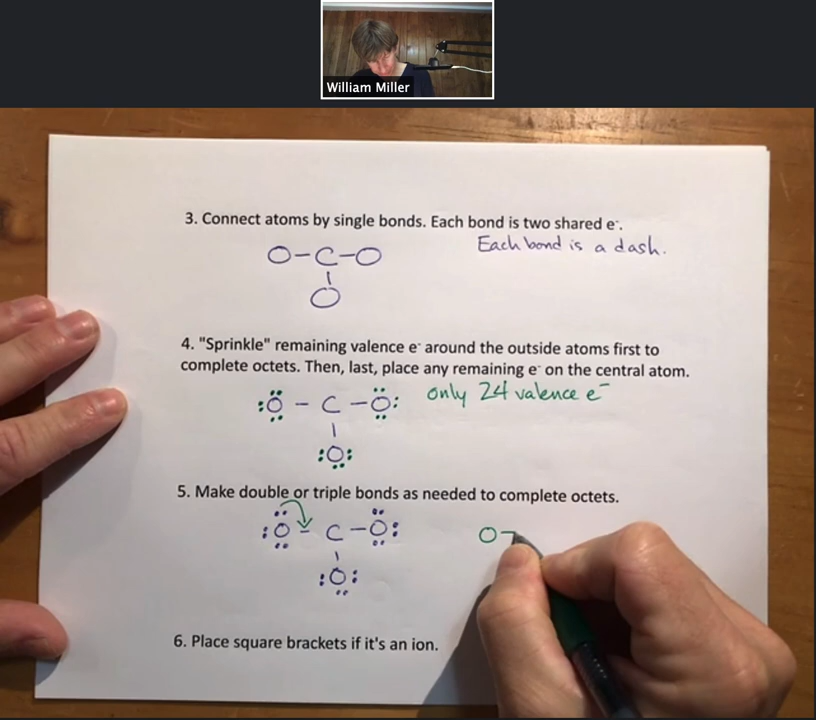 William Miller
3. Connect atoms by single bonds. Each bond is two shared e⁻.
Each bond is a dash.
O–C–O
O
4. "Sprinkle" remaining valence e⁻ around the outside atoms first to
complete octets. Then, last, place any remaining e⁻ on the central atom.
only 24 valence e⁻
:O – C –O:
:O:
5. Make double or triple bonds as needed to complete octets.
:O – C –O:
O
:O:
6. Place square brackets if it's an ion.